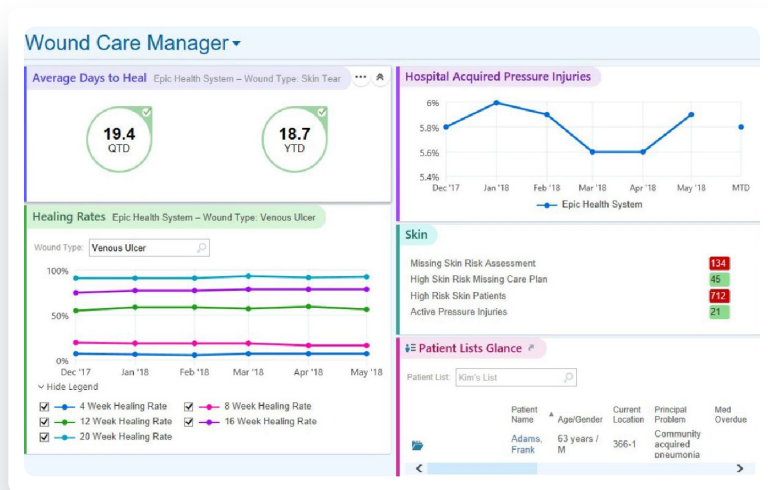 Wound Care Manager
Average Days to Heal Epic Health System – Wound Type: Skin Tear
19.4
QTD
18.7
YTD
Healing Rates Epic Health System – Wound Type: Venous Ulcer
Wound Type: Venous Ulcer
100%
50%
0%
Dec '17 Jan '18 Feb '18 Mar '18 Apr '18 May '18
Hide Legend
4 Week Healing Rate 8 Week Healing Rate
12 Week Healing Rate 16 Week Healing Rate
20 Week Healing Rate
Hospital Acquired Pressure Injuries
6%
5.8%
5.6%
5.4%
Dec '17 Jan '18 Feb '18 Mar '18 Apr '18 May '18 MTD
Epic Health System
Skin
Missing Skin Risk Assessment 134
High Skin Risk Missing Care Plan 45
High Risk Skin Patients 712
Active Pressure Injuries 21
Patient Lists Glance
Patient List: Kim's List
Patient Name Age/Gender Current Location Principal Problem Med Overdue
Adams, Frank 63 years / M 366-1 Community acquired pneumonia